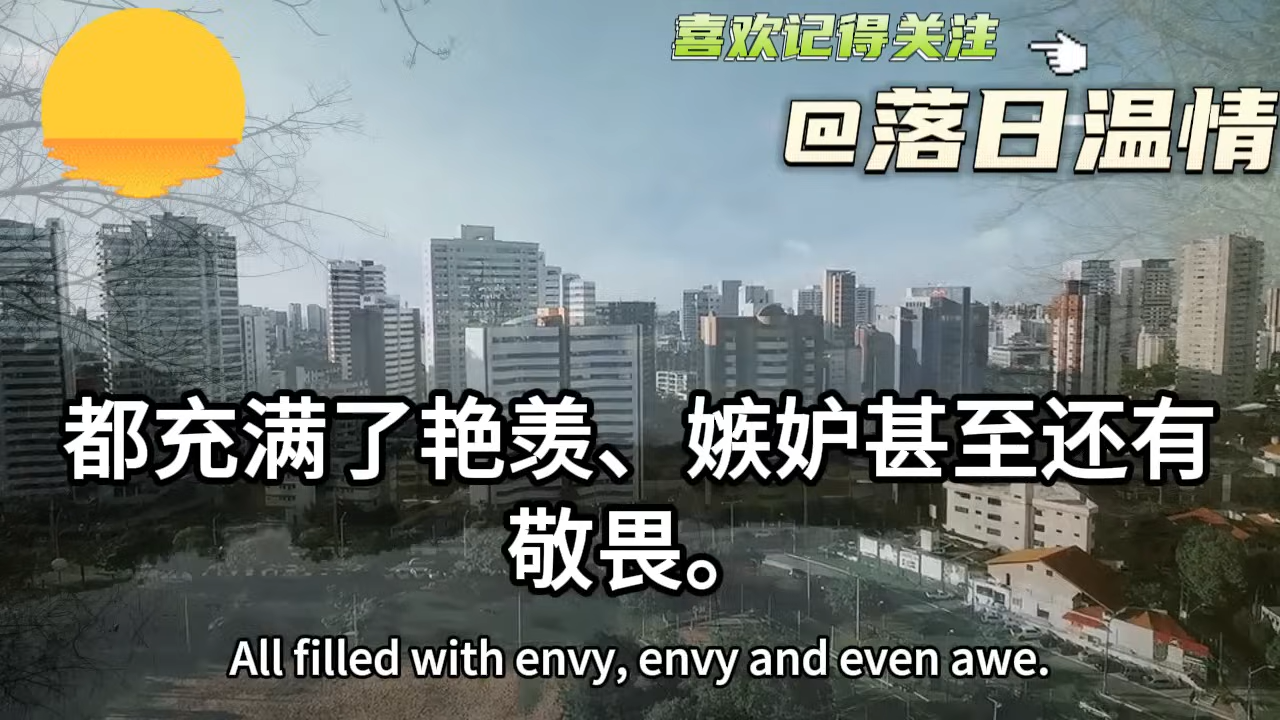 喜欢记得关注
@落日温情
都充满了艳羡、嫉妒甚至还有
敬畏。
All filled with envy, envy and even awe.